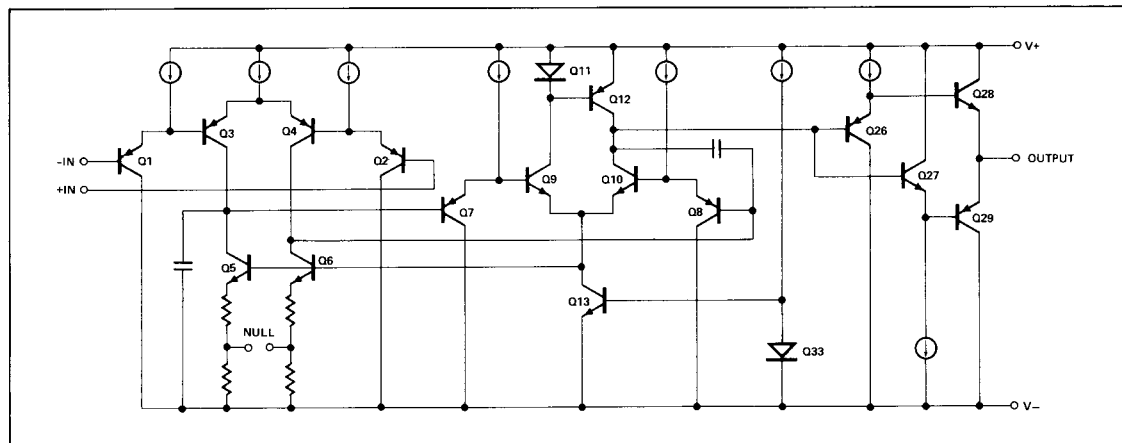 V+
Q11
Q12
Q3
Q4
Q28
Q26
Q1
Q2
-IN
+IN
Q9
Q10
Q27
OUTPUT
Q7
Q8
Q29
Q5
Q6
Q13
NULL
Q33
V-